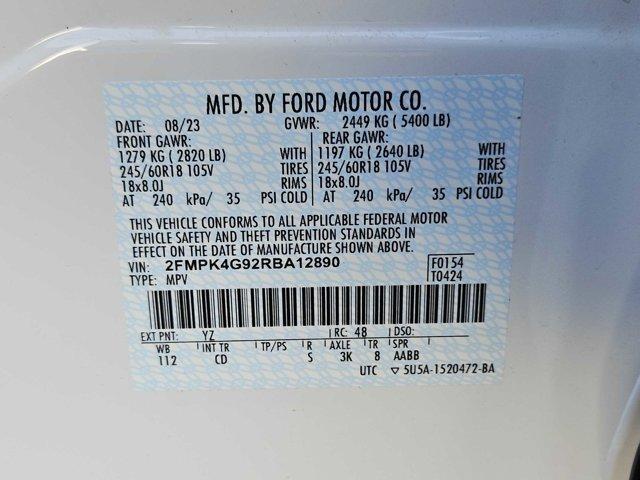 MFD. BY FORD MOTOR CO.
DATE: 08/23 GVWR: 2449 KG ( 5400 LB)
FRONT GAWR: REAR GAWR:
1279 KG ( 2820 LB) WITH 1197 KG ( 2640 LB) WITH
245/60R18 105V TIRES 245/60R18 105V TIRES
18x8.0J RIMS 18x8.0J RIMS
AT 240 kPa/ 35 PSI COLD AT 240 kPa/ 35 PSI COLD
THIS VEHICLE CONFORMS TO ALL APPLICABLE FEDERAL MOTOR
VEHICLE SAFETY AND THEFT PREVENTION STANDARDS IN
EFFECT ON THE DATE OF MANUFACTURE SHOWN ABOVE.
VIN: 2FMPK4G92RBA12890 F0154
TYPE: MPV T0424
EXT PNT: YZ RC: 48 DSO:
WB INT TR TP/PS R AXLE TR SPR
112 CD S 3K 8 AABB
UTC ▽ 5U5A-1520472-BA